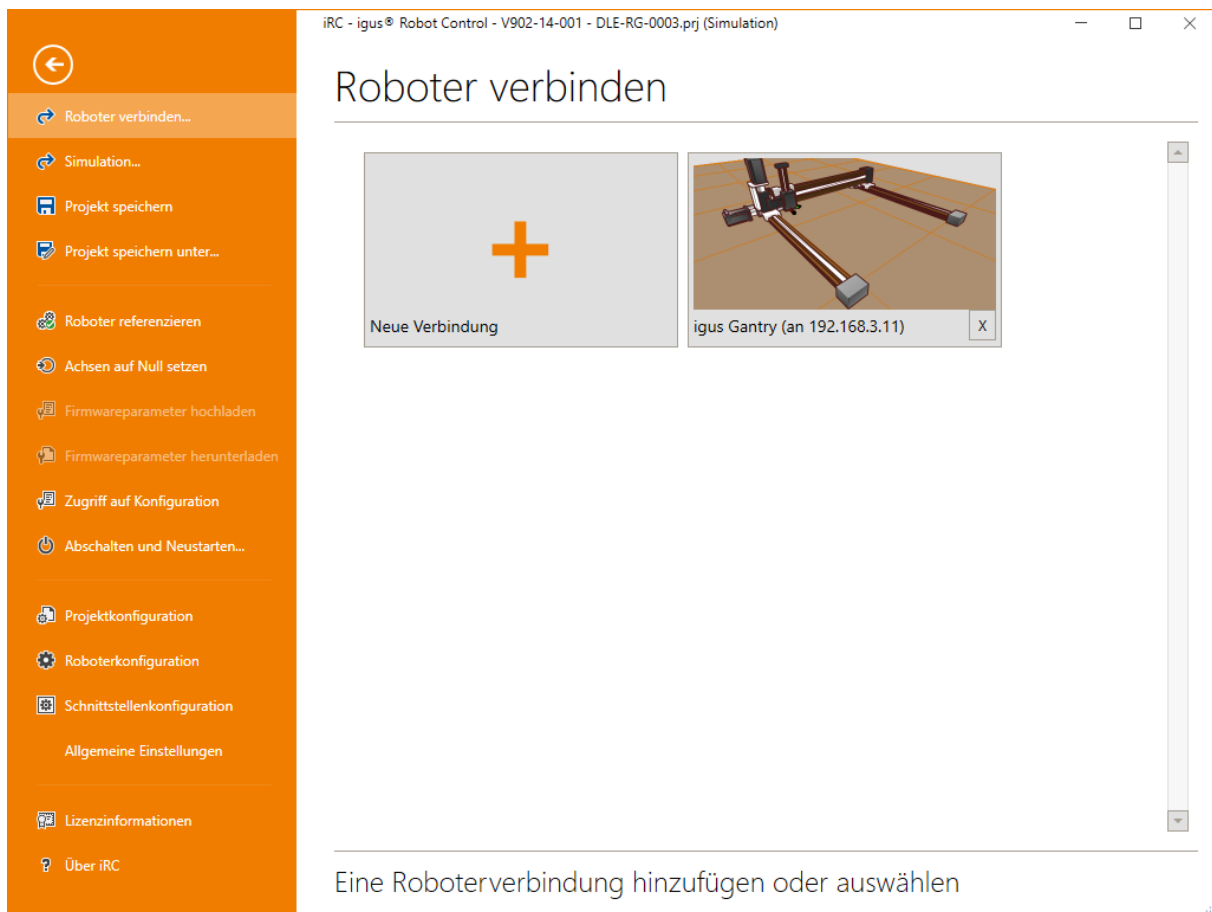 iRC - igus® Robot Control - V902-14-001 - DLE-RG-0003.prj (Simulation)
Roboter verbinden
Roboter verbinden...
Simulation...
Projekt speichern
Projekt speichern unter...
Roboter referenzieren
Achsen auf Null setzen
Firmwareparameter hochladen
Firmwareparameter herunterladen
Zugriff auf Konfiguration
Abschalten und Neustarten...
Projektkonfiguration
Roboterkonfiguration
Schnittstellenkonfiguration
Allgemeine Einstellungen
Lizenzinformationen
Über iRC
Neue Verbindung
igus Gantry (an 192.168.3.11)
X
Eine Roboterverbindung hinzufügen oder auswählen